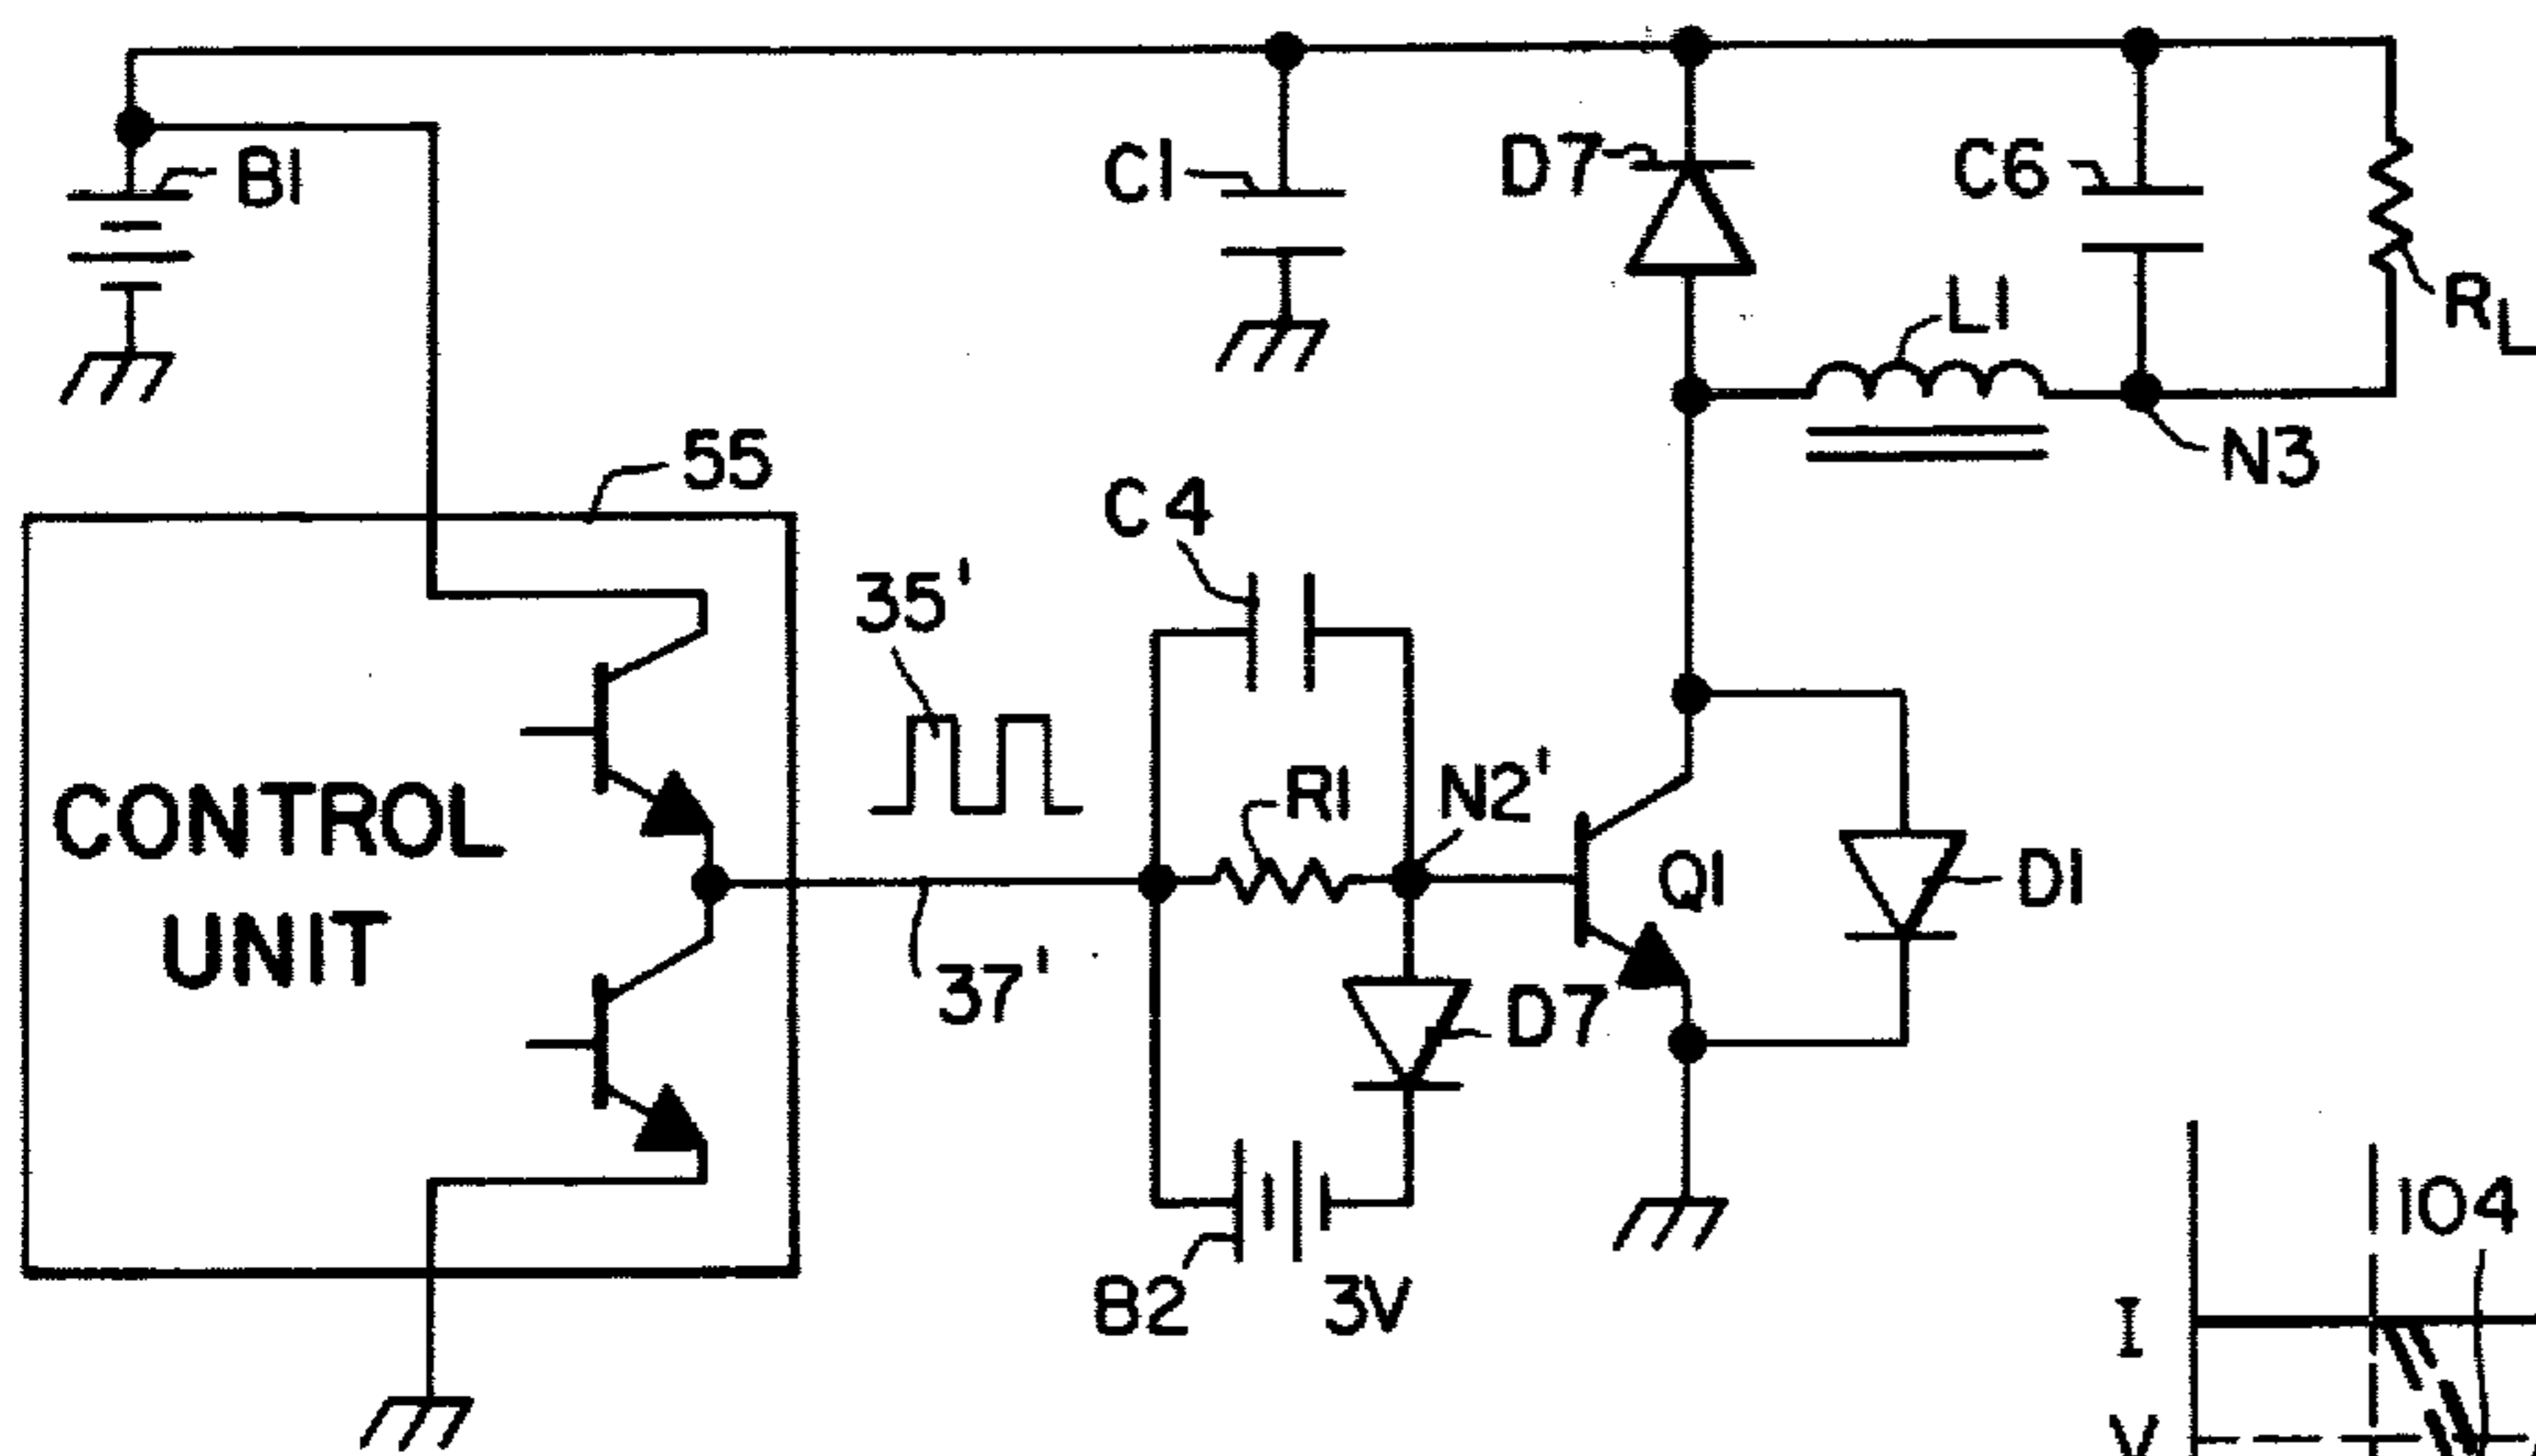 B1
C1
D7
C6
RL
L1
N3
55
C4
35'
CONTROL
UNIT
R1
N2'
Q1
D1
37'
D7
B2
3V
104
I
V